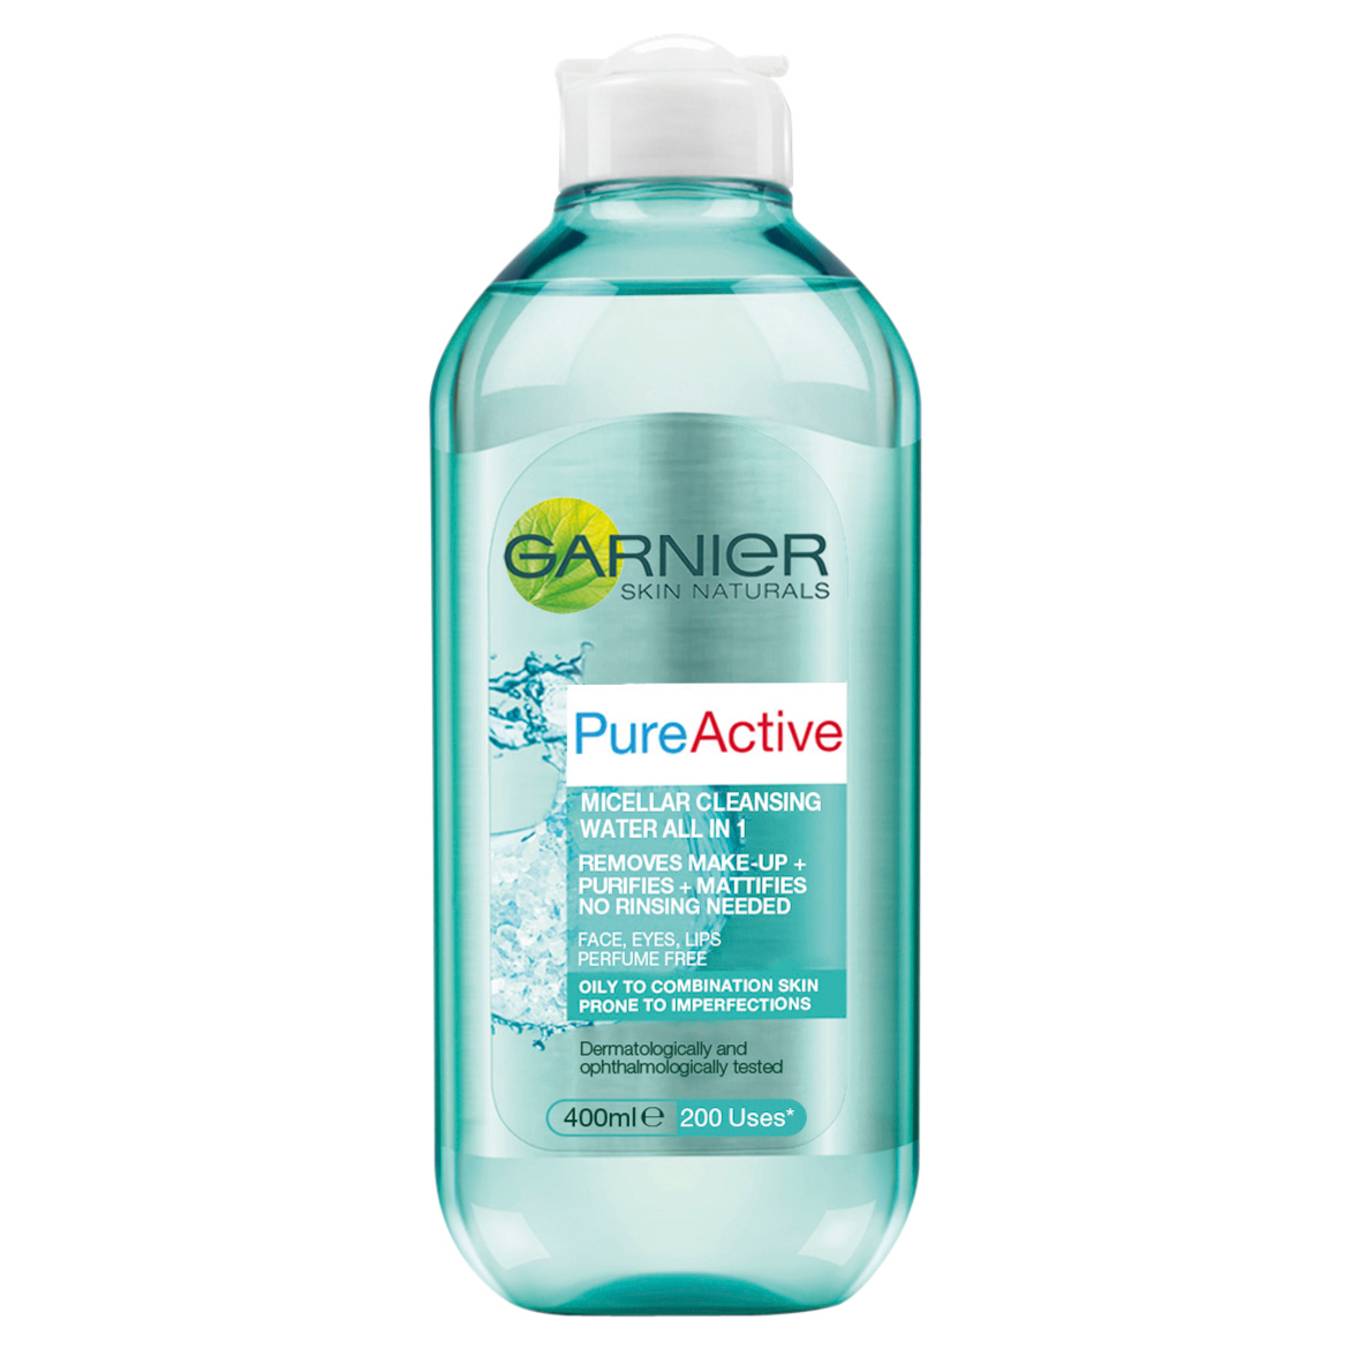 GARNIER
SKIN NATURALS
PureActive
MICELLAR CLEANSING
WATER ALL IN 1
REMOVES MAKE-UP +
PURIFIES + MATTIFIES
NO RINSING NEEDED
FACE, EYES, LIPS
PERFUME FREE
OILY TO COMBINATION SKIN
PRONE TO IMPERFECTIONS
Dermatologically and
ophthalmologically tested
400ml℮ 200 Uses*